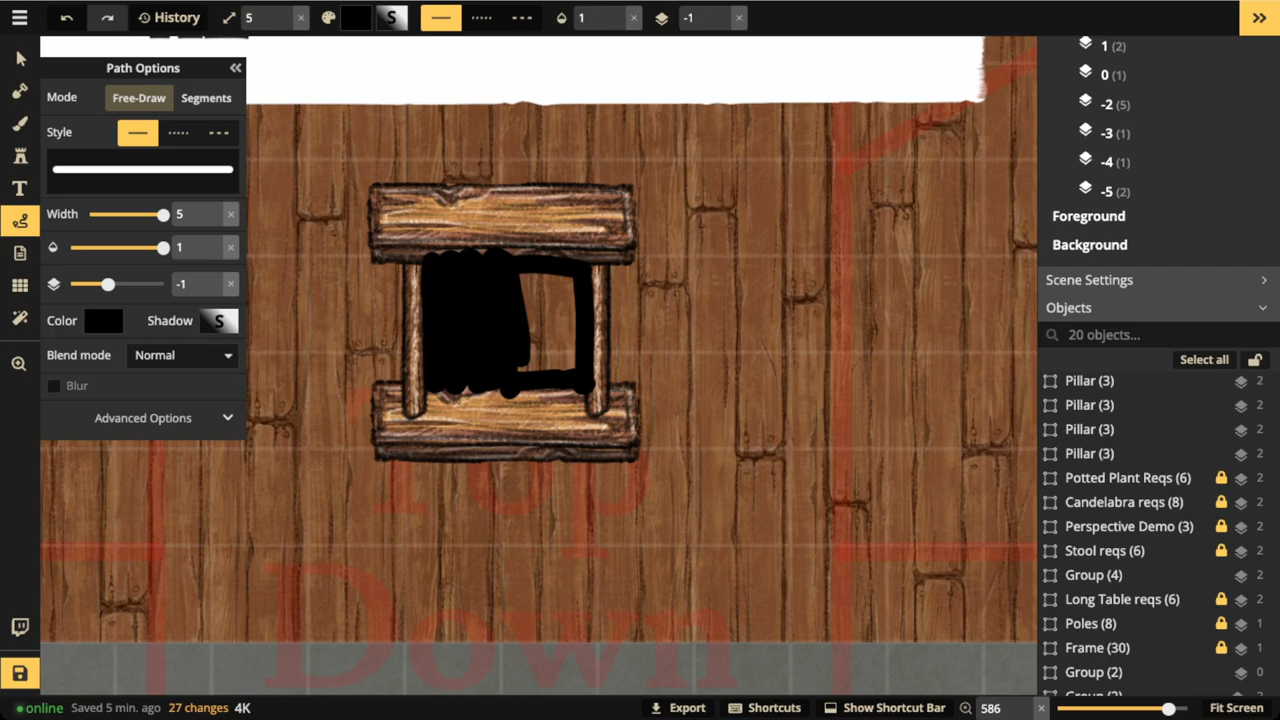 History
5
×
S
1
×
-1
×
Path Options
Mode
Free-Draw
Segments
Style
Width
5
×
1
×
-1
×
Color
Shadow
S
Blend mode
Normal
Blur
Advanced Options
T
Top
Down
1 (2)
0 (1)
-2 (5)
-3 (1)
-4 (1)
-5 (2)
Foreground
Background
Scene Settings
Objects
20 objects...
Select all
Pillar (3) 2
Pillar (3) 2
Pillar (3) 2
Pillar (3) 2
Potted Plant Reqs (6) 2
Candelabra reqs (8) 2
Perspective Demo (3) 2
Stool reqs (6) 2
Group (4) 2
Long Table reqs (6) 2
Poles (8) 1
Frame (30) 1
Group (2) 0
online
Saved 5 min. ago
27 changes
4K
Export
Shortcuts
Show Shortcut Bar
586
×
Fit Screen